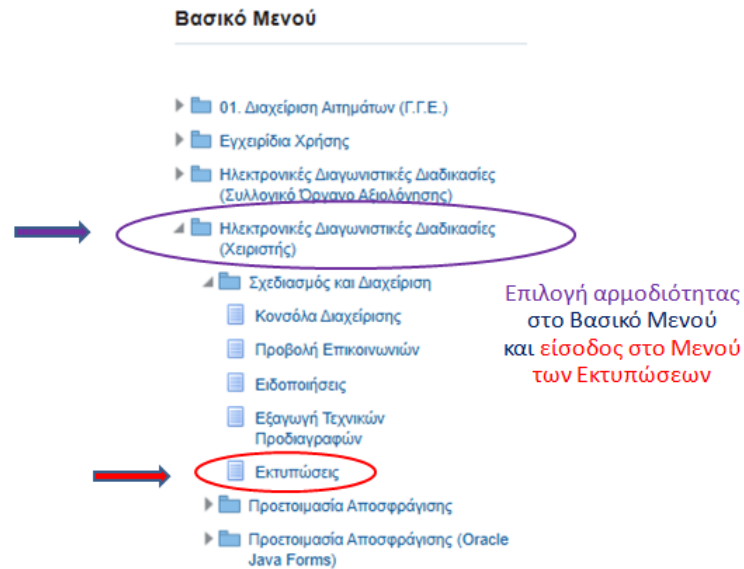 Βασικό Μενού
01. Διαχείριση Αιτημάτων (Γ.Γ.Ε.)
Εγχειρίδια Χρήσης
Ηλεκτρονικές Διαγωνιστικές Διαδικασίες
(Συλλογικό Όργανο Αξιολόγησης)
Ηλεκτρονικές Διαγωνιστικές Διαδικασίες
(Χειριστής)
Σχεδιασμός και Διαχείριση
Κονσόλα Διαχείρισης
Προβολή Επικοινωνιών
Ειδοποιήσεις
Εξαγωγή Τεχνικών
Προδιαγραφών
Εκτυπώσεις
Προετοιμασία Αποσφράγισης
Προετοιμασία Αποσφράγισης (Oracle
Java Forms)
Επιλογή αρμοδιότητας
στο Βασικό Μενού
και είσοδος στο Μενού
των Εκτυπώσεων